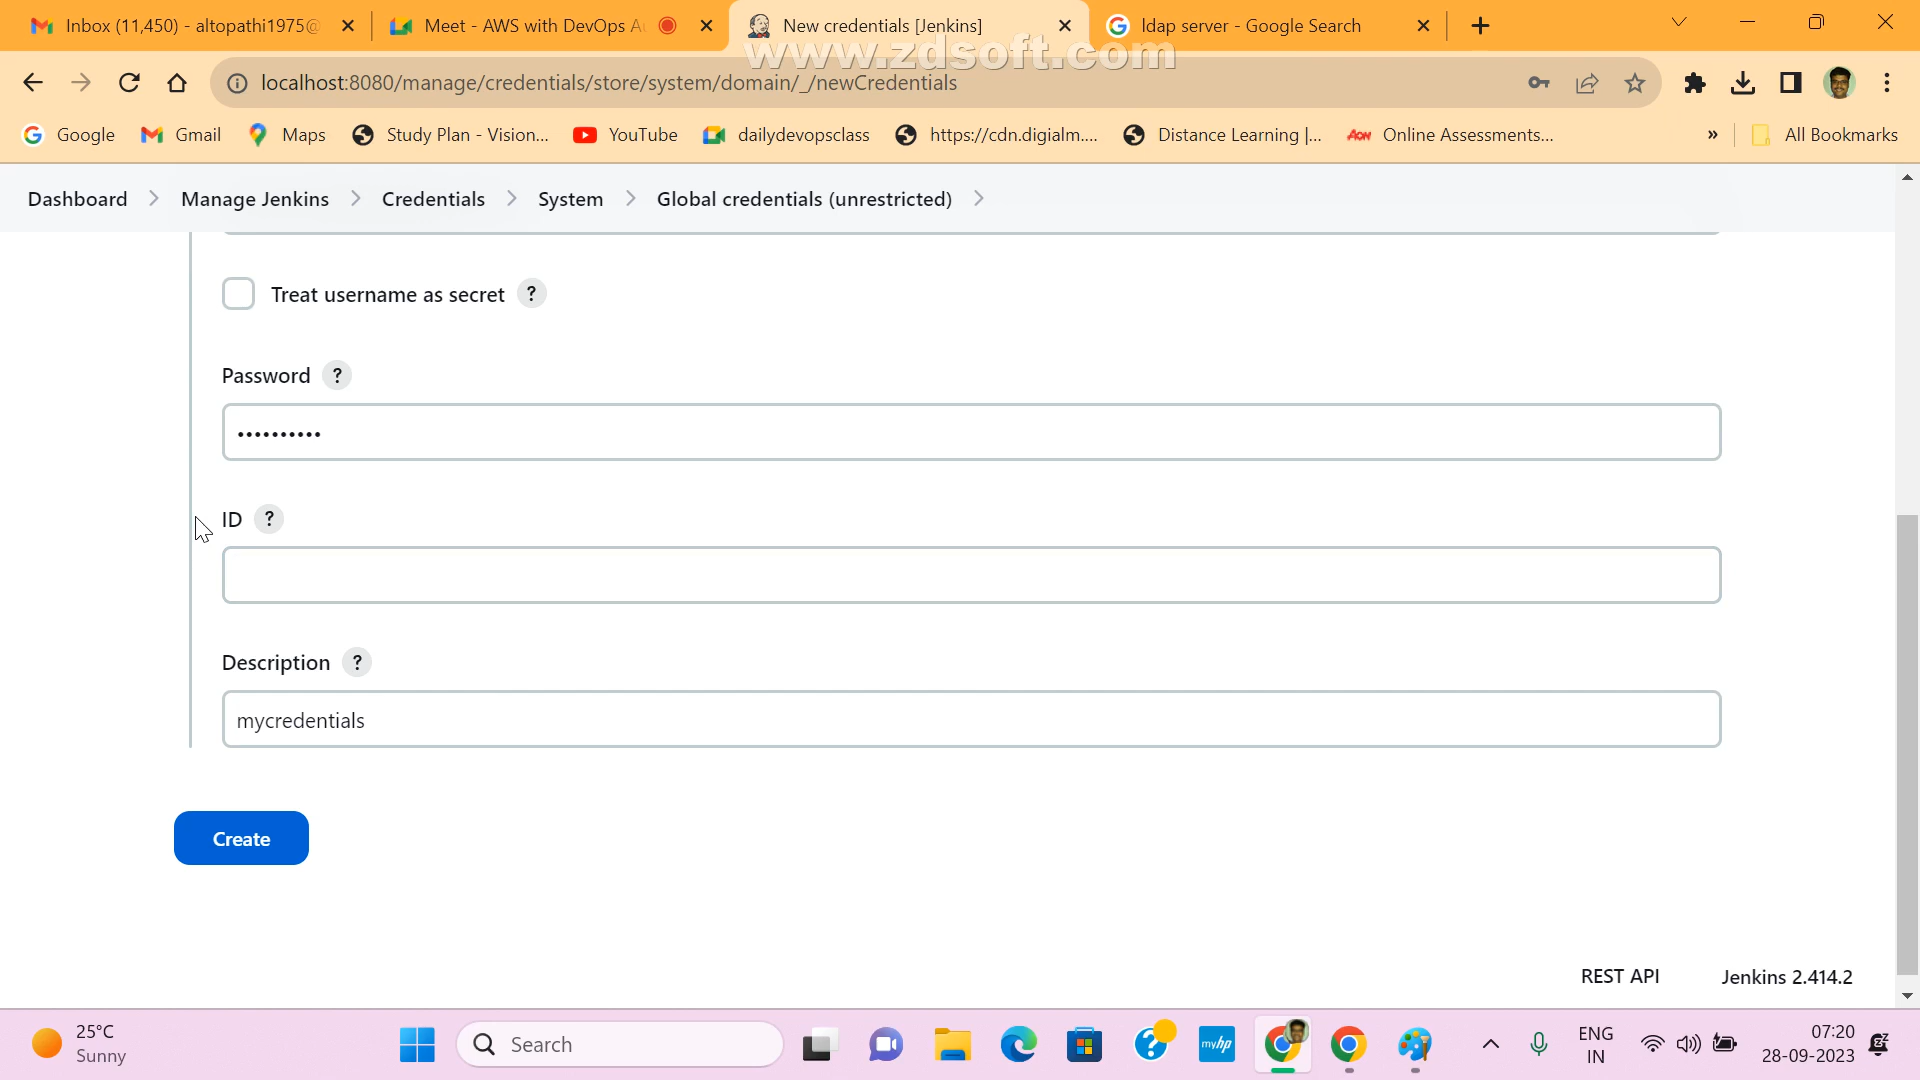 Inbox (11,450) - altopathi1975@
Meet - AWS with DevOps A
New credentials [Jenkins]
ldap server - Google Search
www.zdsoft.com
localhost:8080/manage/credentials/store/system/domain/_/newCredentials
Google
Gmail
Maps
Study Plan - Vision...
YouTube
dailydevopsclass
https://cdn.digialm....
Distance Learning |...
AON
Online Assessments...
»
All Bookmarks
Dashboard
Manage Jenkins
Credentials
System
Global credentials (unrestricted)
Treat username as secret ?
Password ?
••••••••••
ID ?
Description ?
mycredentials
Create
REST API
Jenkins 2.414.2
25°C
Sunny
Search
myhp
ENG
IN
07:20
28-09-2023